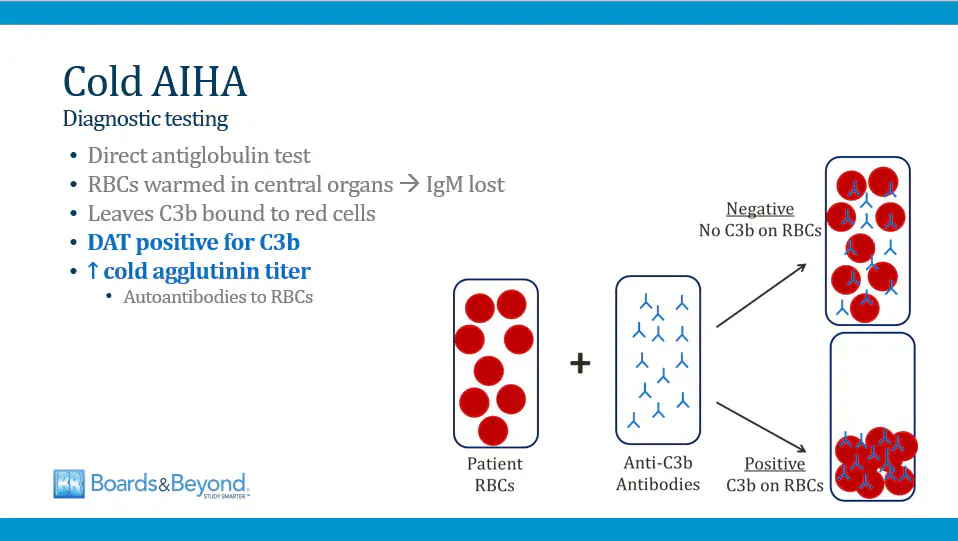 Cold AIHA
Diagnostic testing
• Direct antiglobulin test
• RBCs warmed in central organs → IgM lost
• Leaves C3b bound to red cells
• DAT positive for C3b
• ↑ cold agglutinin titer
• Autoantibodies to RBCs
Negative
No C3b on RBCs
+
Patient
RBCs
Anti-C3b
Antibodies
Positive
C3b on RBCs
BB Boards&Beyond.
STUDY SMARTER™